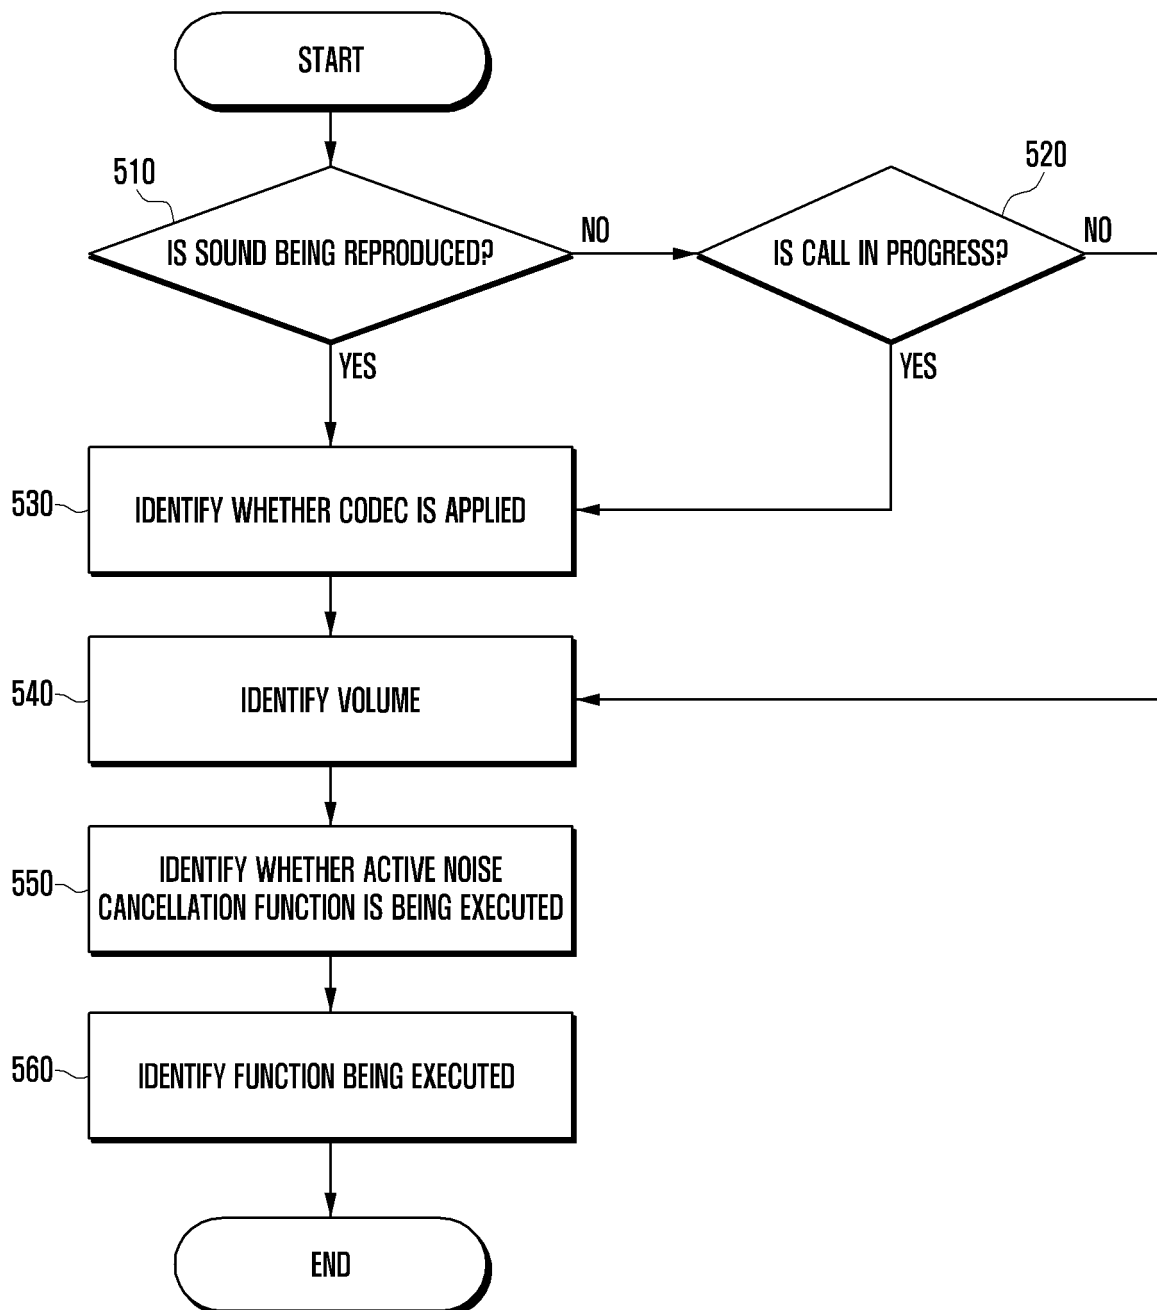 START
510
IS SOUND BEING REPRODUCED?
NO
520
IS CALL IN PROGRESS?
NO
YES
YES
530
IDENTIFY WHETHER CODEC IS APPLIED
540
IDENTIFY VOLUME
550
IDENTIFY WHETHER ACTIVE NOISE
CANCELLATION FUNCTION IS BEING EXECUTED
560
IDENTIFY FUNCTION BEING EXECUTED
END